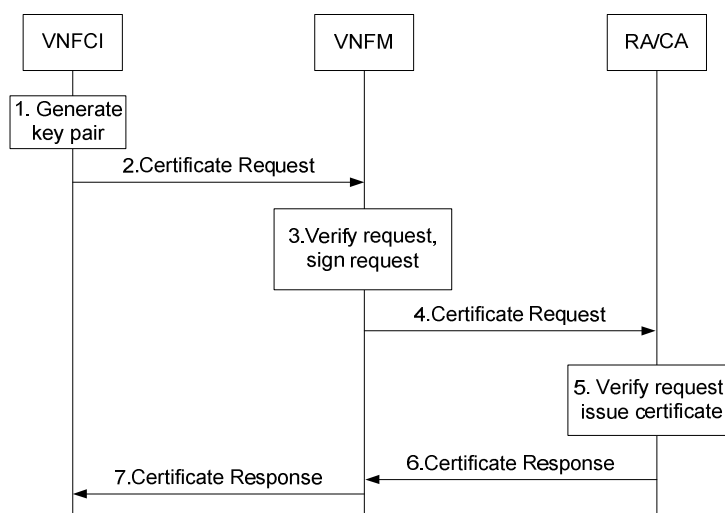 VNFCI
VNFM
RA/CA
1. Generate
key pair
2.Certificate Request
3.Verify request,
sign request
4.Certificate Request
5. Verify request
issue certificate
6.Certificate Response
7.Certificate Response